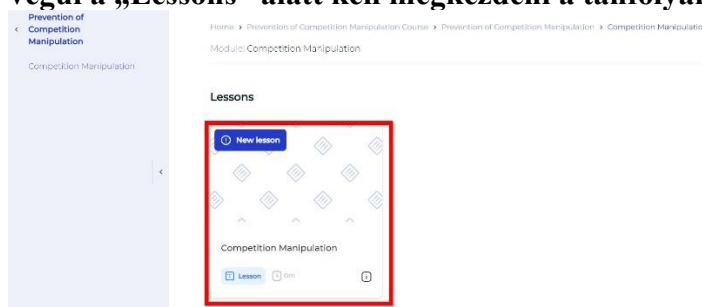 végül a „Lessons” alatt kell megkezdeni a tanfolyam
Prevention of
Competition
Manipulation
Competition Manipulation
Home > Prevention of Competition Manipulation Course > Prevention of Competition Manipulation > Competition Manipulatio
Module: Competition Manipulation
Lessons
New lesson
Competition Manipulation
Lesson 0m